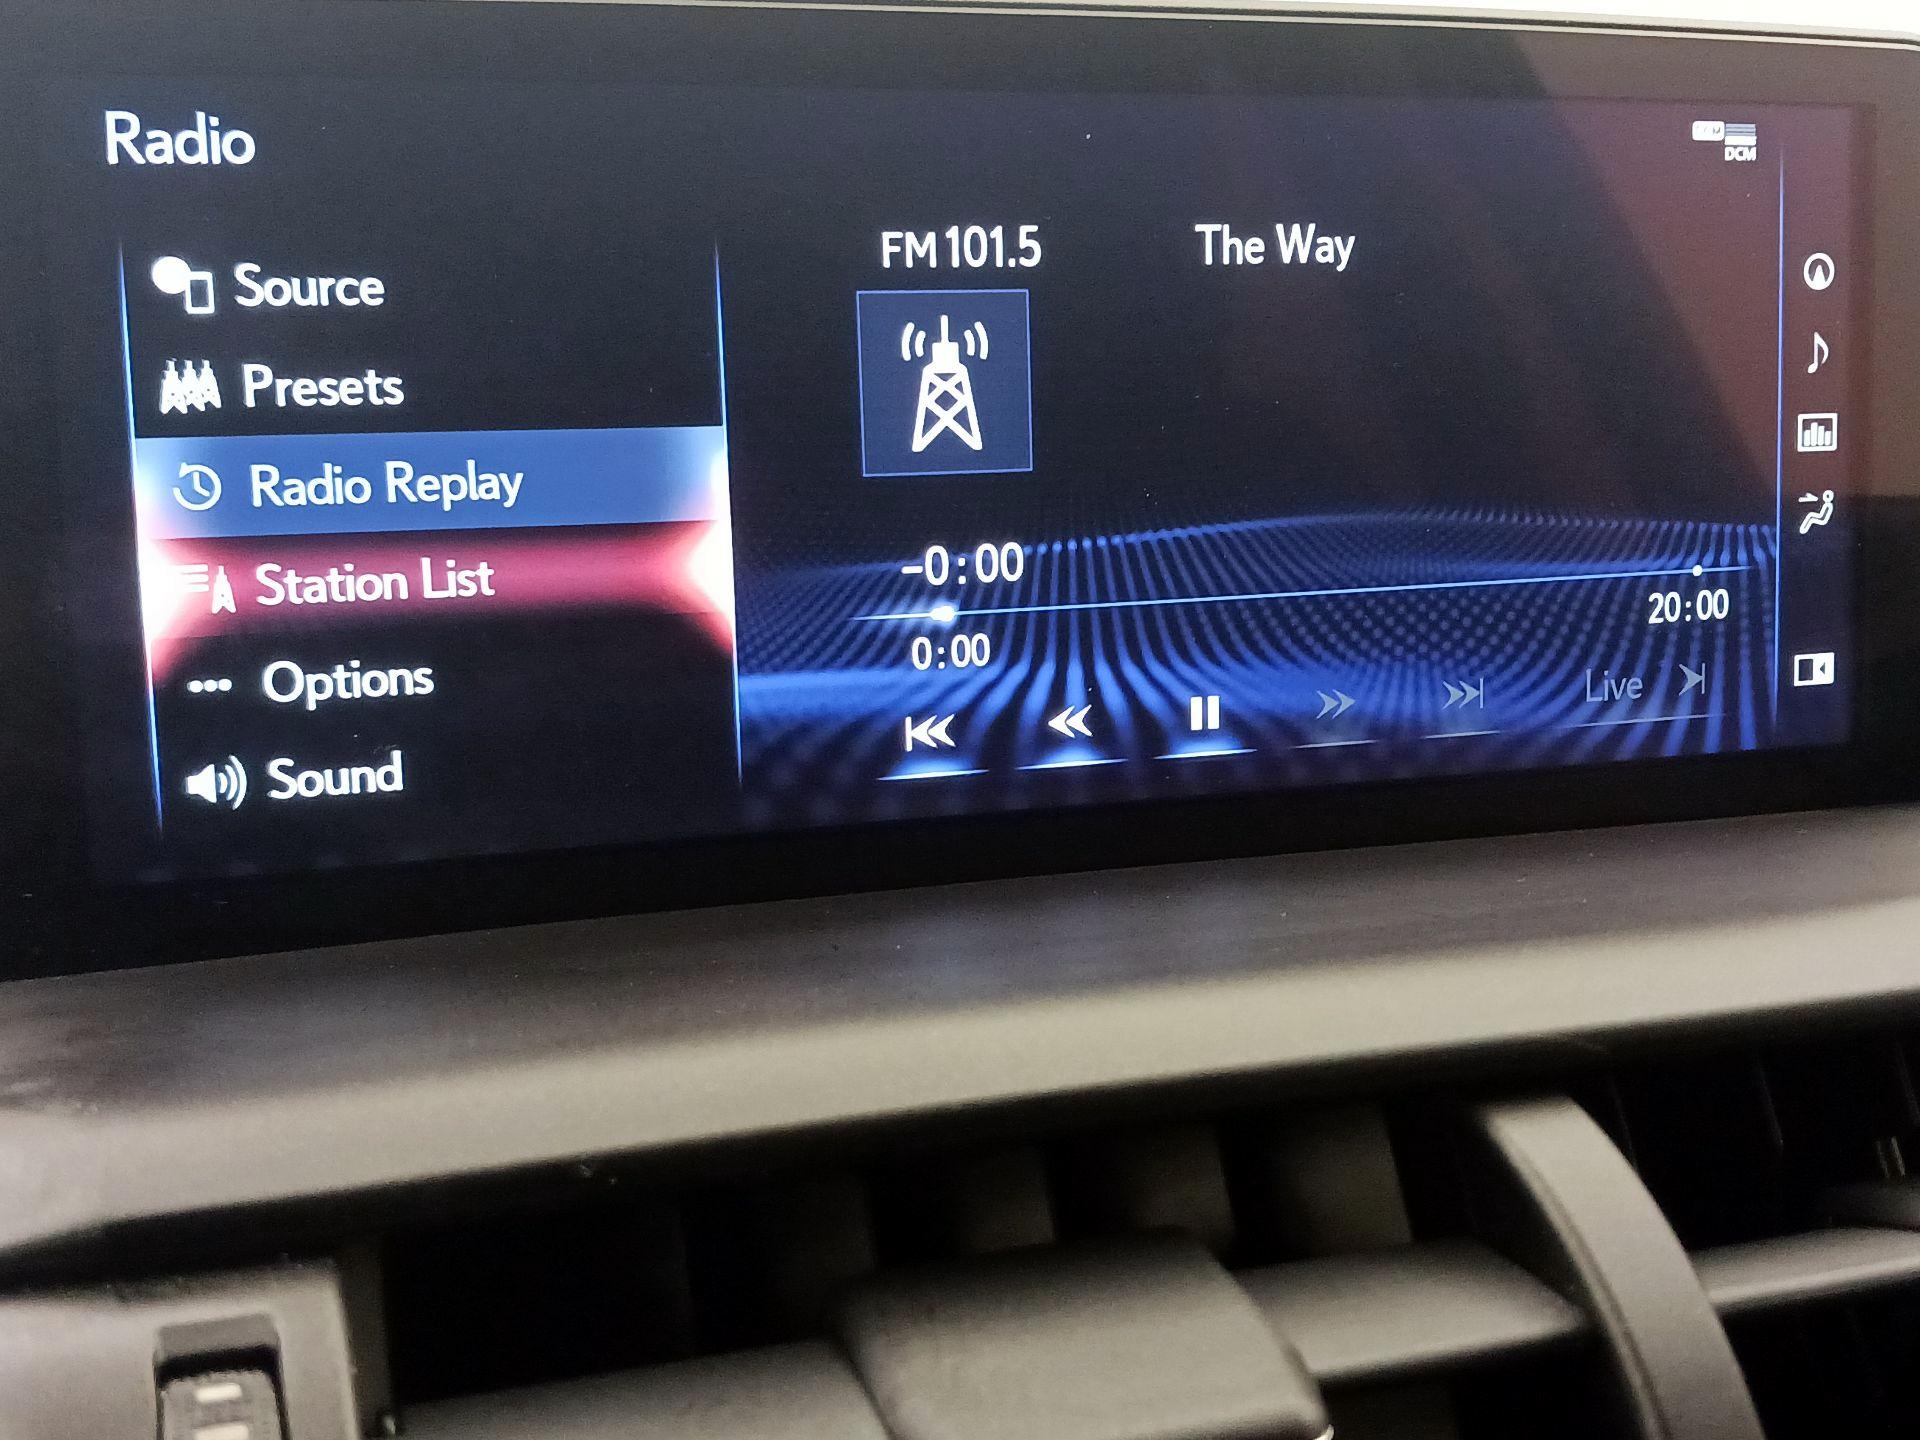 Radio
DCM
Source
Presets
Radio Replay
Station List
Options
Sound
FM 101.5
The Way
-0:00
0:00
20:00
Live